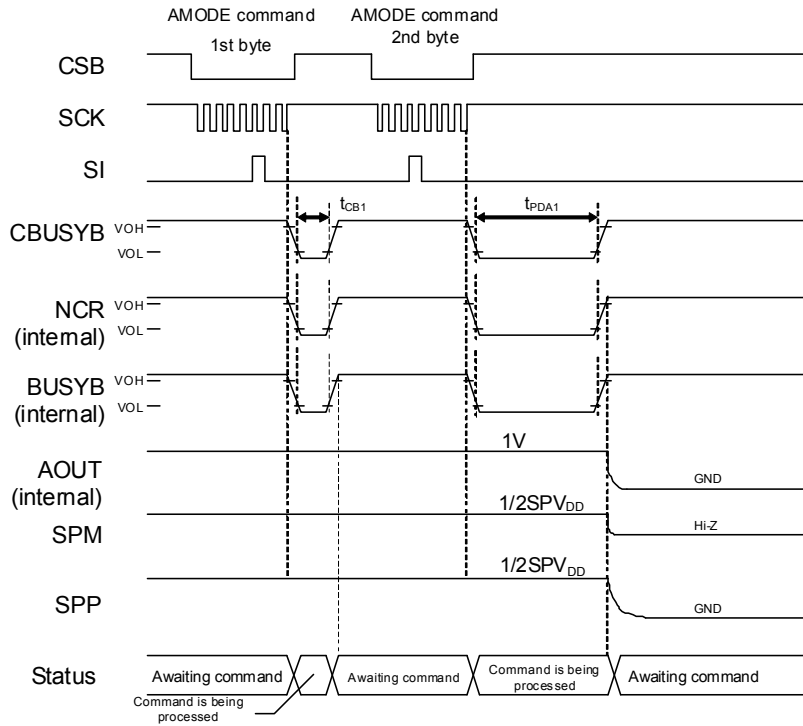 AMODE command
1st byte
AMODE command
2nd byte
CSB
SCK
SI
tCB1
tPDA1
CBUSYB
VOH
VOL
NCR
(internal)
VOH
VOL
BUSYB
(internal)
VOH
VOL
1V
AOUT
(internal)
GND
1/2SPVDD
SPM
Hi-Z
1/2SPVDD
SPP
GND
Status
Awaiting command
Command is being
processed
Awaiting command
Command is being
processed
Awaiting command